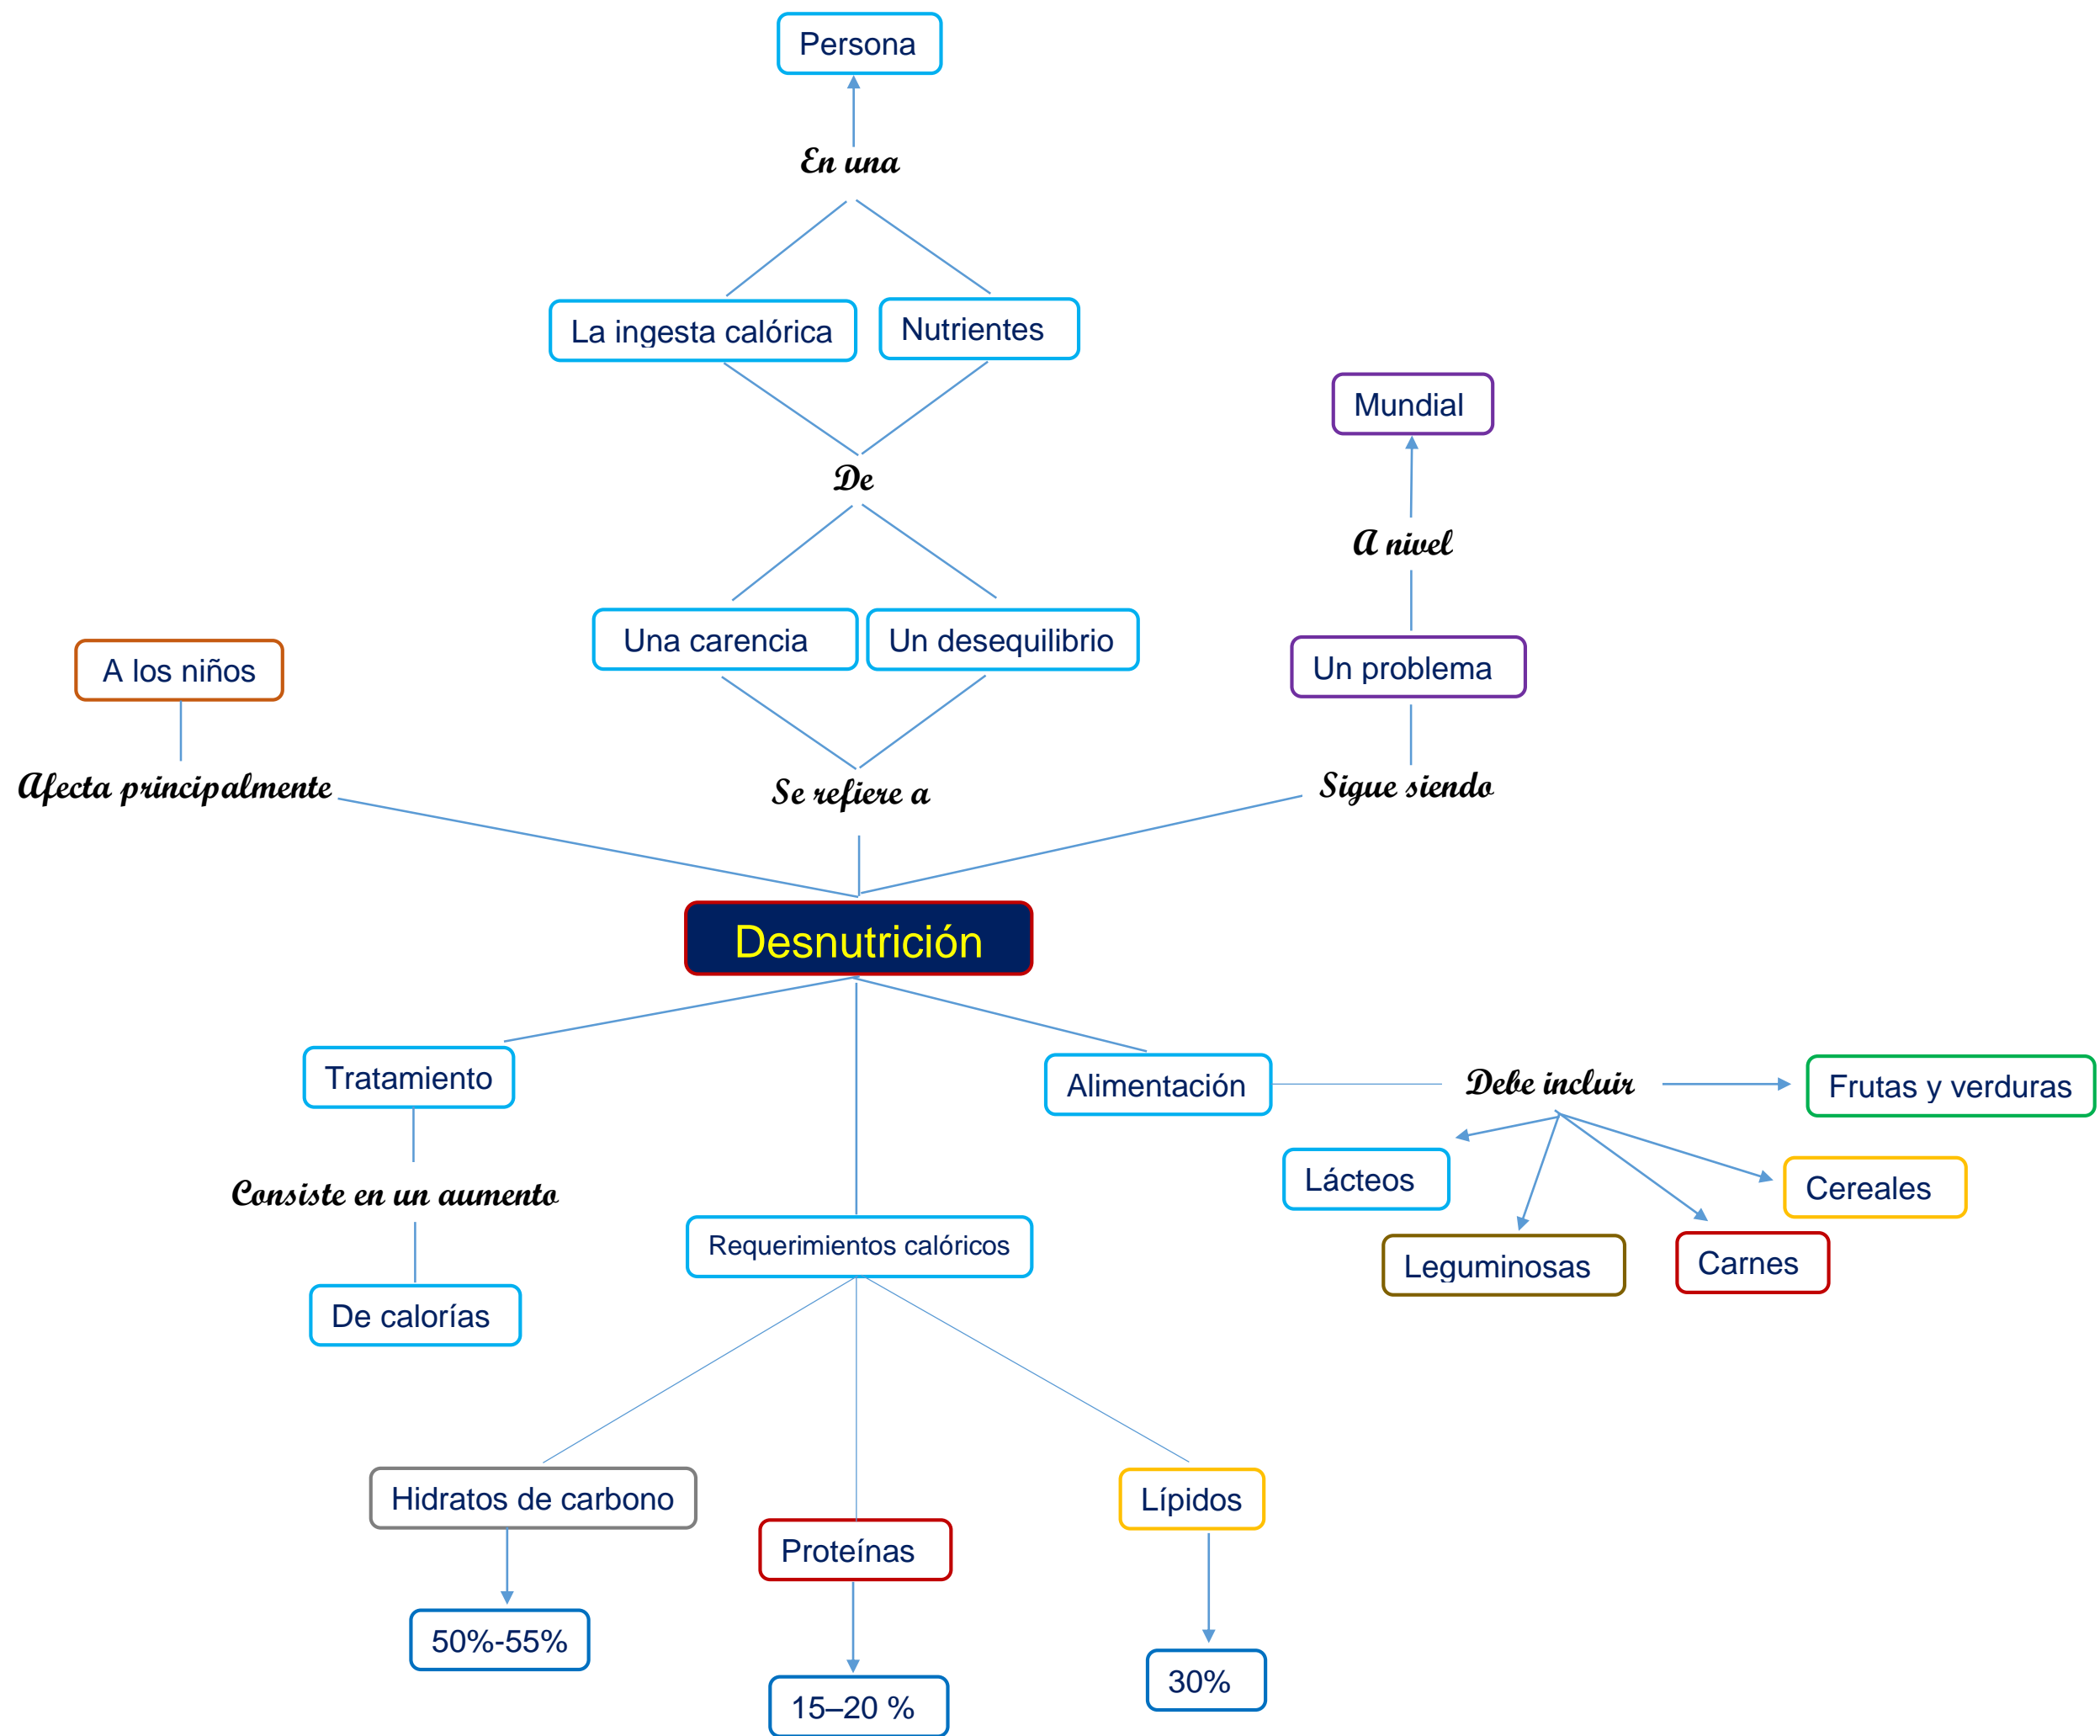 Persona
En una
La ingesta calórica
Nutrientes
Mundial
De
A nivel
Una carencia
Un desequilibrio
Un problema
A los niños
Afecta principalmente
Se refiere a
Sigue siendo
Desnutrición
Tratamiento
Alimentación
Debe incluir
Frutas y verduras
Lácteos
Cereales
Consiste en un aumento
Requerimientos calóricos
Leguminosas
Carnes
De calorías
Hidratos de carbono
Lípidos
Proteínas
50%-55%
30%
15–20 %